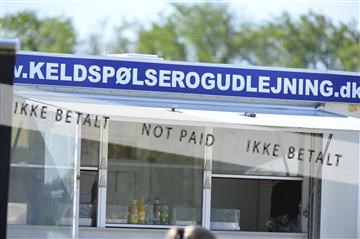 v.KELDSPØLSEROGUDLEJNING.dk
IKKE BETALT NOT PAID IKKE BETALT